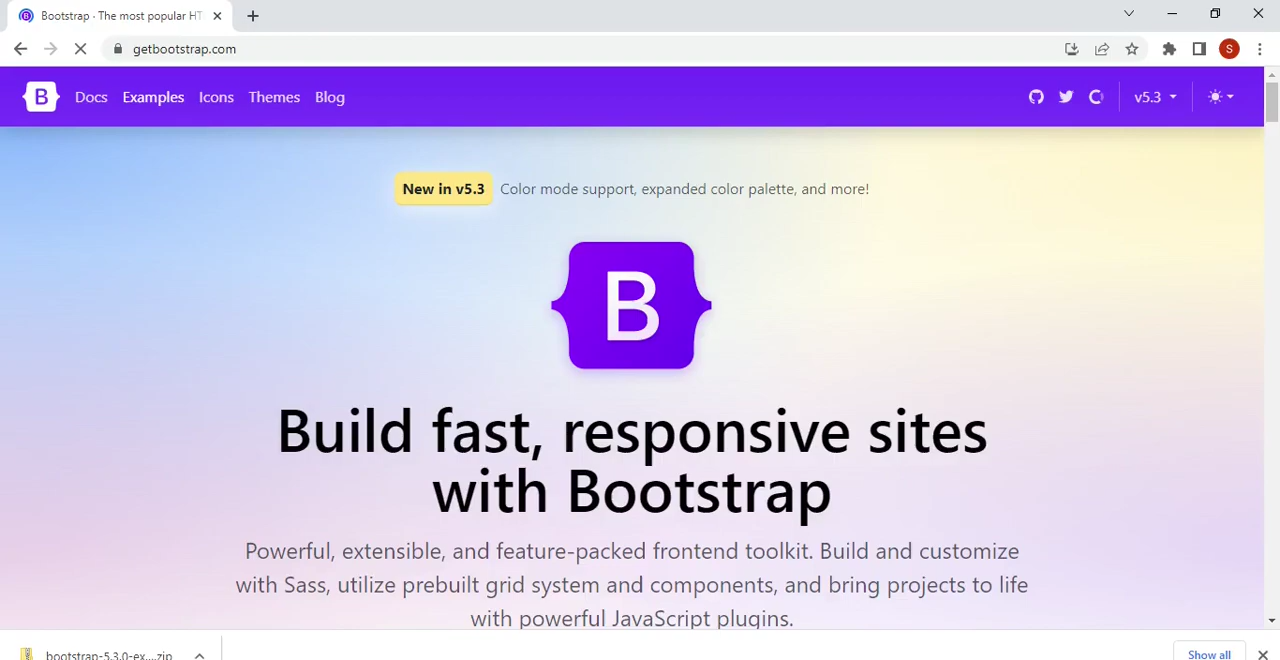 Bootstrap · The most popular HT
getbootstrap.com
S
B Docs Examples Icons Themes Blog v5.3
New in v5.3 Color mode support, expanded color palette, and more!
B
Build fast, responsive sites
with Bootstrap
Powerful, extensible, and feature-packed frontend toolkit. Build and customize
with Sass, utilize prebuilt grid system and components, and bring projects to life
with powerful JavaScript plugins.
bootstrap-5.3.0-ex....zip Show all